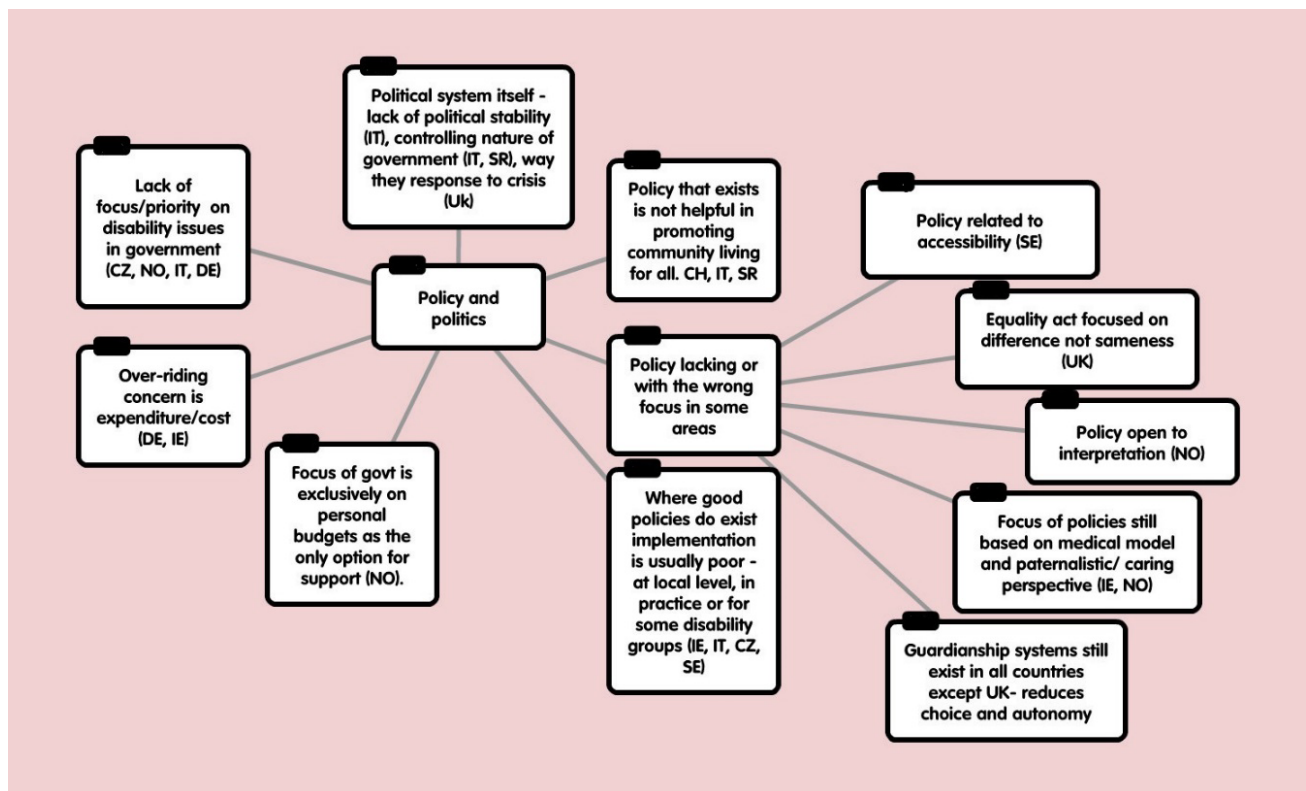 Political system itself -
lack of political stability
(IT), controlling nature of
government (IT, SR), way
they response to crisis
(Uk)
Lack of
focus/priority on
disability issues
in government
(CZ, NO, IT, DE)
Policy that exists
is not helpful in
promoting
community living
for all. CH, IT, SR
Policy related to
accessibility (SE)
Policy and
politics
Equality act focused on
difference not sameness
(UK)
Over-riding
concern is
expenditure/cost
(DE, IE)
Policy lacking or
with the wrong
focus in some
areas
Policy open to
interpretation (NO)
Focus of govt is
exclusively on
personal
budgets as the
only option for
support (NO).
Where good
policies do exist
implementation
is usually poor -
at local level, in
practice or for
some disability
groups (IE, IT, CZ,
SE)
Focus of policies still
based on medical model
and paternalistic/ caring
perspective (IE, NO)
Guardianship systems still
exist in all countries
except UK- reduces
choice and autonomy